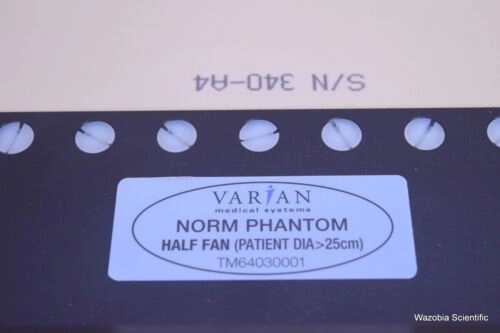 S/N 340-A4
VARIAN
medical systems
NORM PHANTOM
HALF FAN (PATIENT DIA>25cm)
TM64030001
Wazobia Scientific